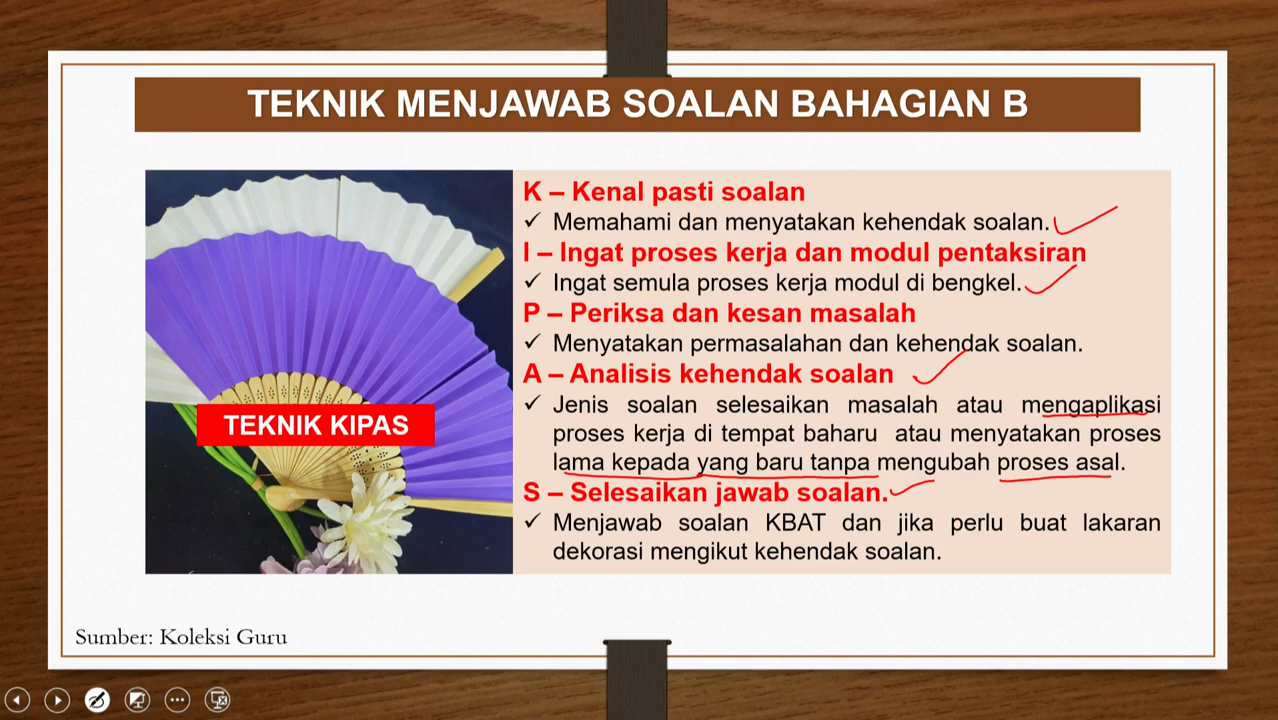 TEKNIK MENJAWAB SOALAN BAHAGIAN B
TEKNIK KIPAS
K – Kenal pasti soalan
✓ Memahami dan menyatakan kehendak soalan.
I – Ingat proses kerja dan modul pentaksiran
✓ Ingat semula proses kerja modul di bengkel.
P – Periksa dan kesan masalah
✓ Menyatakan permasalahan dan kehendak soalan.
A – Analisis kehendak soalan
✓ Jenis soalan selesaikan masalah atau mengaplikasi
proses kerja di tempat baharu atau menyatakan proses
lama kepada yang baru tanpa mengubah proses asal.
S – Selesaikan jawab soalan.
✓ Menjawab soalan KBAT dan jika perlu buat lakaran
dekorasi mengikut kehendak soalan.
Sumber: Koleksi Guru